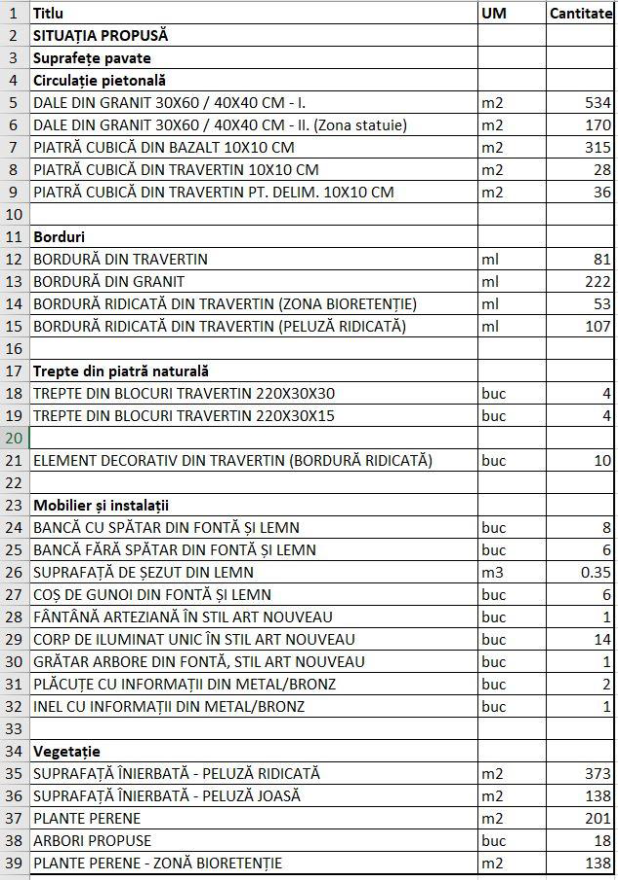 1 Titlu UM Cantitate
2 SITUAȚIA PROPUSĂ
3 Suprafețe pavate
4 Circulație pietonală
5 DALE DIN GRANIT 30X60 / 40X40 CM - I. m2 534
6 DALE DIN GRANIT 30X60 / 40X40 CM - II. (Zona statuie) m2 170
7 PIATRĂ CUBICĂ DIN BAZALT 10X10 CM m2 315
8 PIATRĂ CUBICĂ DIN TRAVERTIN 10X10 CM m2 28
9 PIATRĂ CUBICĂ DIN TRAVERTIN PT. DELIM. 10X10 CM m2 36
10
11 Borduri
12 BORDURĂ DIN TRAVERTIN ml 81
13 BORDURĂ DIN GRANIT ml 222
14 BORDURĂ RIDICATĂ DIN TRAVERTIN (ZONA BIORETENȚIE) ml 53
15 BORDURĂ RIDICATĂ DIN TRAVERTIN (PELUZĂ RIDICATĂ) ml 107
16
17 Trepte din piatră naturală
18 TREPTE DIN BLOCURI TRAVERTIN 220X30X30 buc 4
19 TREPTE DIN BLOCURI TRAVERTIN 220X30X15 buc 4
20
21 ELEMENT DECORATIV DIN TRAVERTIN (BORDURĂ RIDICATĂ) buc 10
22
23 Mobilier și instalații
24 BANCĂ CU SPĂTAR DIN FONTĂ ȘI LEMN buc 8
25 BANCĂ FĂRĂ SPĂTAR DIN FONTĂ ȘI LEMN buc 6
26 SUPRAFAȚĂ DE ȘEZUT DIN LEMN m3 0.35
27 COȘ DE GUNOI DIN FONTĂ ȘI LEMN buc 6
28 FÂNTÂNĂ ARTEZIANĂ ÎN STIL ART NOUVEAU buc 1
29 CORP DE ILUMINAT UNIC ÎN STIL ART NOUVEAU buc 14
30 GRĂTAR ARBORE DIN FONTĂ, STIL ART NOUVEAU buc 1
31 PLĂCUȚE CU INFORMAȚII DIN METAL/BRONZ buc 2
32 INEL CU INFORMAȚII DIN METAL/BRONZ buc 1
33
34 Vegetație
35 SUPRAFAȚĂ ÎNIERBATĂ - PELUZĂ RIDICATĂ m2 373
36 SUPRAFAȚĂ ÎNIERBATĂ - PELUZĂ JOASĂ m2 138
37 PLANTE PERENE m2 201
38 ARBORI PROPUSE buc 18
39 PLANTE PERENE - ZONĂ BIORETENȚIE m2 138